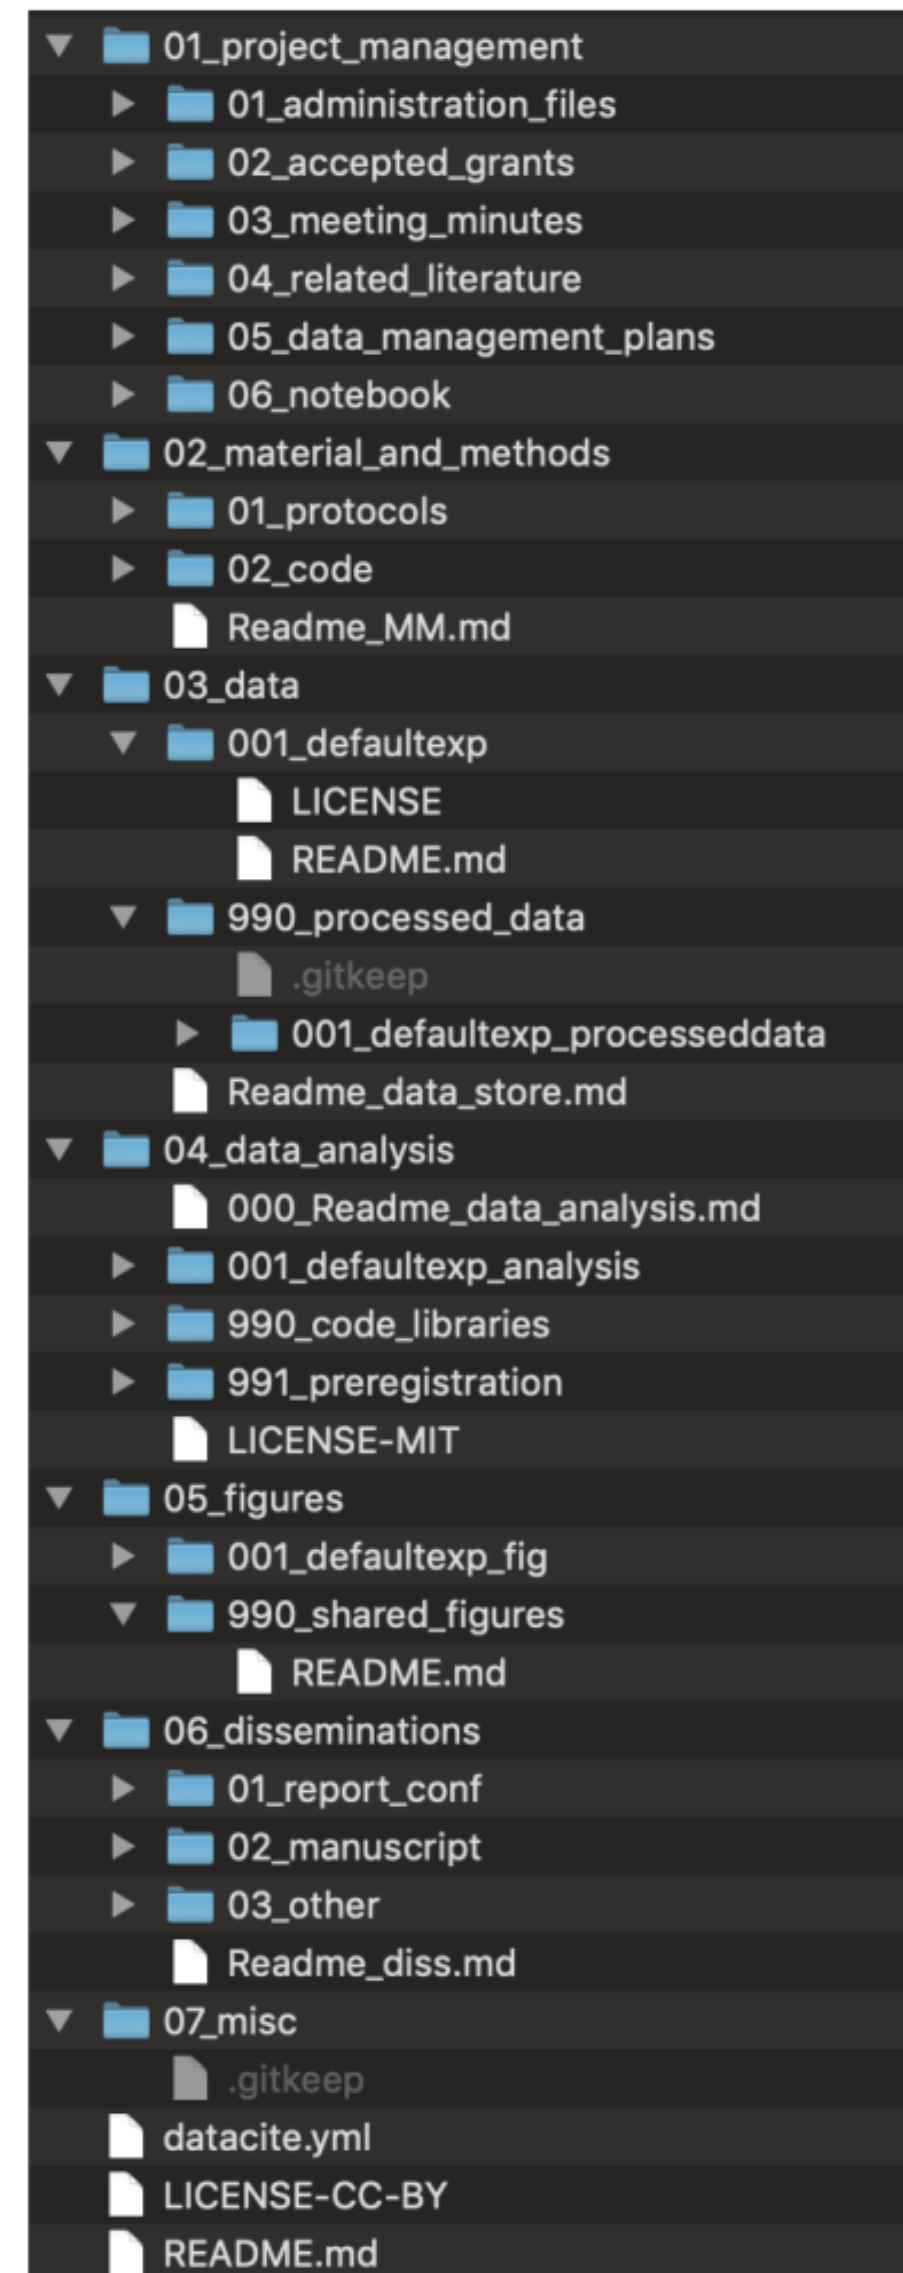 01_project_management
01_administration_files
02_accepted_grants
03_meeting_minutes
04_related_literature
05_data_management_plans
06_notebook
02_material_and_methods
01_protocols
02_code
Readme_MM.md
03_data
001_defaultexp
LICENSE
README.md
990_processed_data
.gitkeep
001_defaultexp_processeddata
Readme_data_store.md
04_data_analysis
000_Readme_data_analysis.md
001_defaultexp_analysis
990_code_libraries
991_preregistration
LICENSE-MIT
05_figures
001_defaultexp_fig
990_shared_figures
README.md
06_disseminations
01_report_conf
02_manuscript
03_other
Readme_diss.md
07_misc
.gitkeep
datacite.yml
LICENSE-CC-BY
README.md